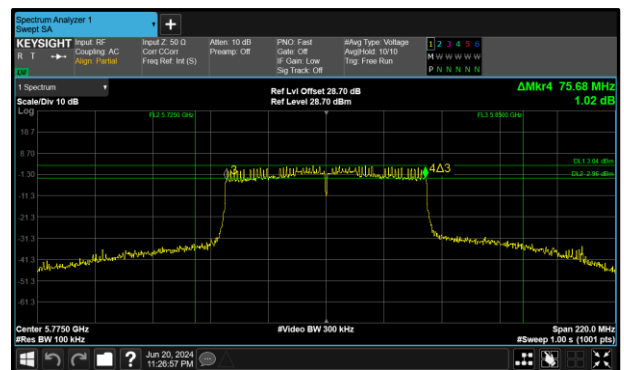 Spectrum Analyzer 1
Swept SA
KEYSIGHT
R T
LW
Input: RF
Coupling: AC
Align: Partial
Input Z: 50 Ω
Corr CCorr
Freq Ref: Int (S)
Atten: 10 dB
Preamp: Off
PNO: Fast
Gate: Off
IF Gain: Low
Sig Track: Off
#Avg Type: Voltage
Avg|Hold: 10/10
Trig: Free Run
1 2 3 4 5 6
M W W W W W
P N N N N N
1 Spectrum
Scale/Div 10 dB
Ref Lvl Offset 28.70 dB
Ref Level 28.70 dBm
ΔMkr4 75.68 MHz
1.02 dB
Log
FL2 5.7250 GHz
FL3 5.8500 GHz
18.7
8.70
-1.30
-11.3
-21.3
-31.3
-41.3
-51.3
-61.3
3
4Δ3
DL1 3.04 dBm
DL2 -2.96 dBm
Center 5.7750 GHz
#Res BW 100 kHz
#Video BW 300 kHz
Span 220.0 MHz
#Sweep 1.00 s (1001 pts)
?
Jun 20, 2024
11:26:57 PM